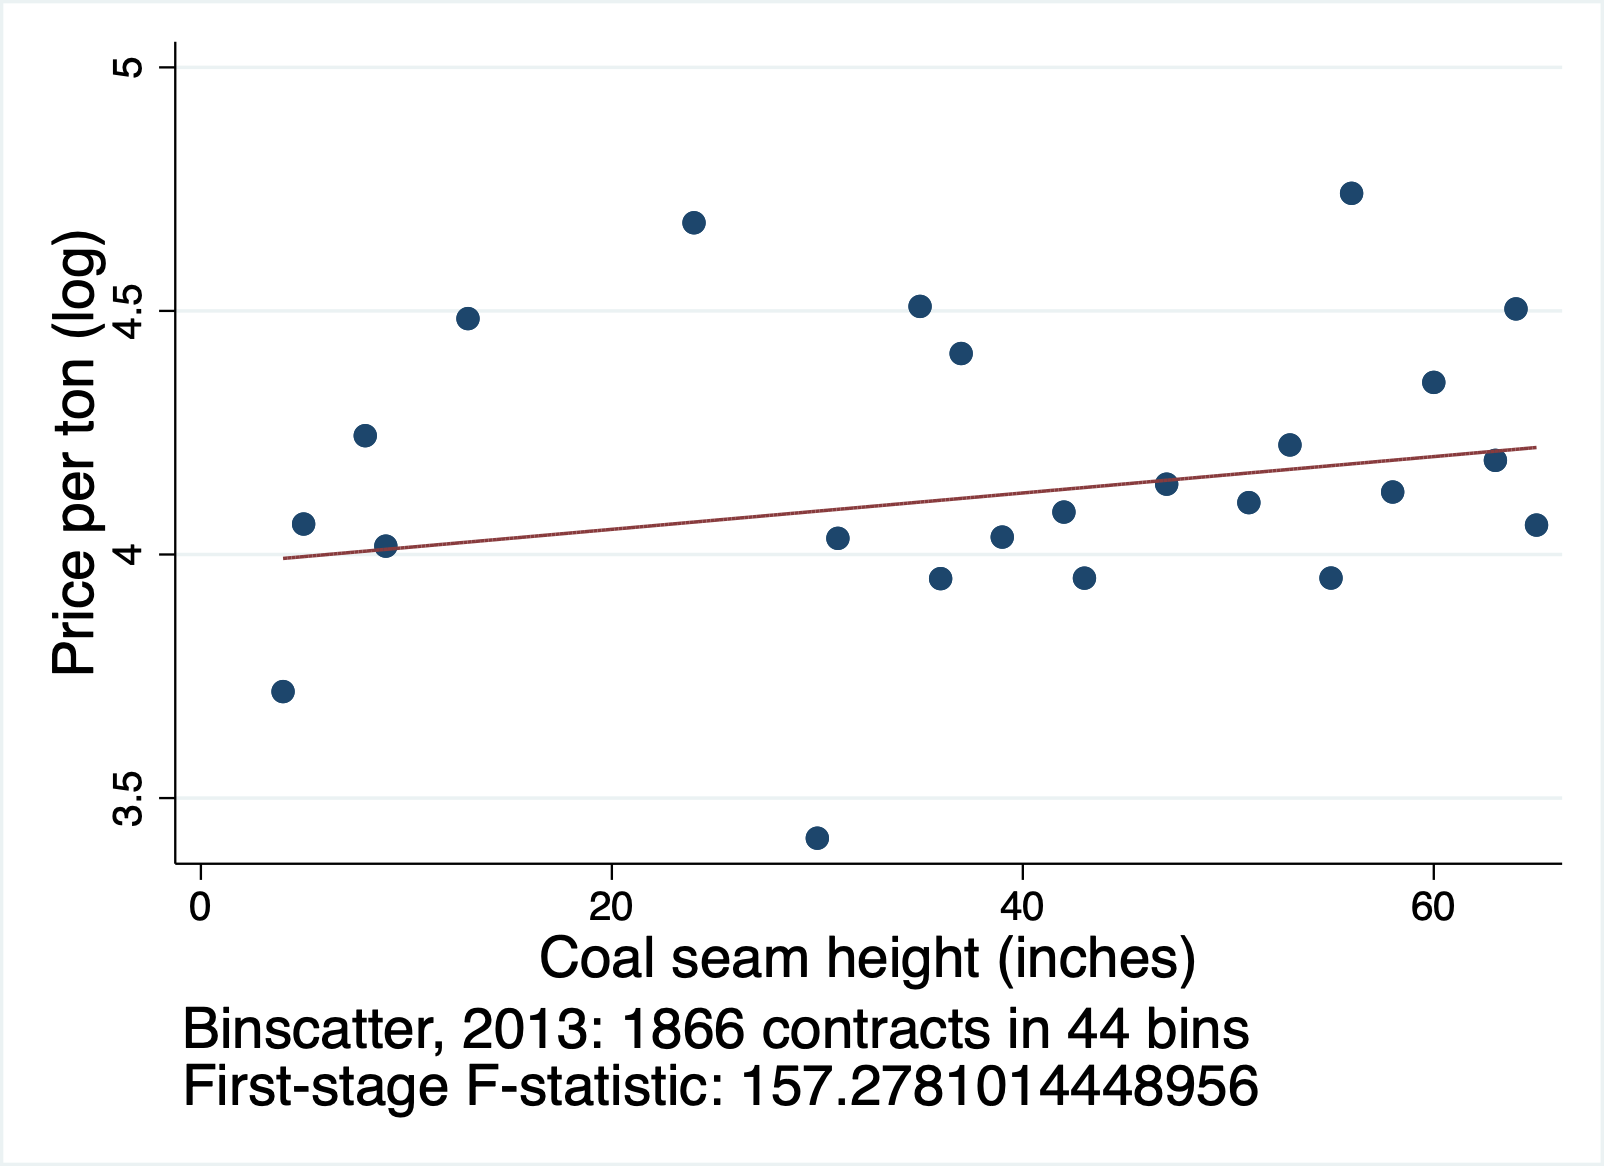 Price per ton (log)
5
4.5
4
3.5
0 20 40 60
Coal seam height (inches)
Binscatter, 2013: 1866 contracts in 44 bins
First-stage F-statistic: 157.2781014448956